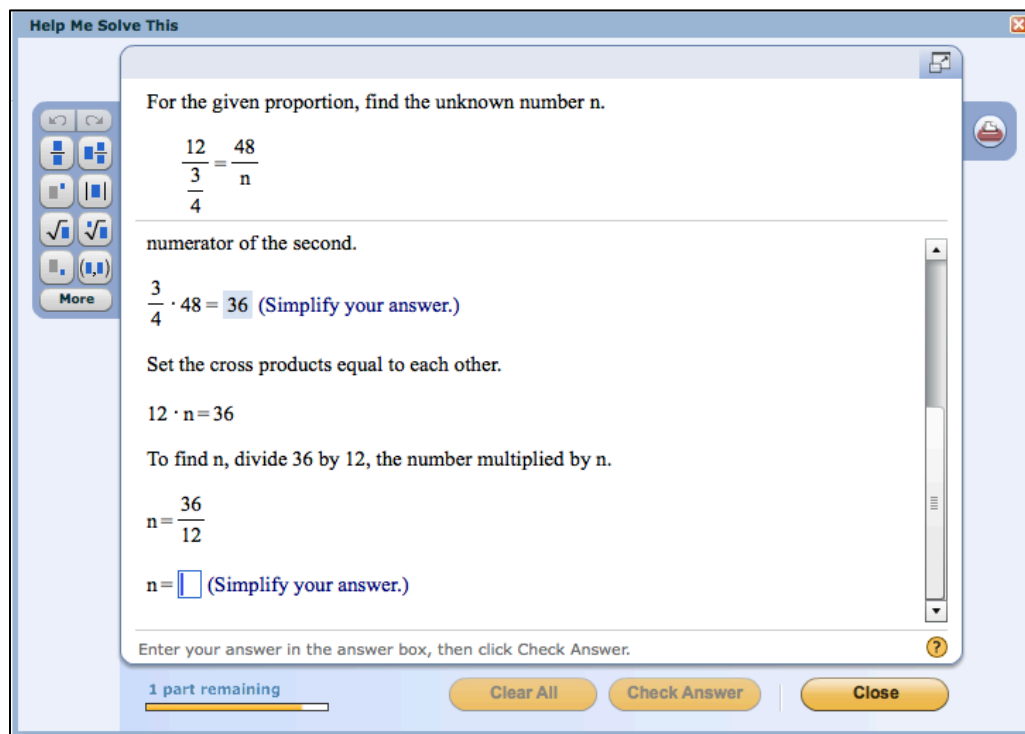 Help Me Solve This
For the given proportion, find the unknown number n.
12/(3/4) = 48/n
numerator of the second.
3/4 · 48 = 36 (Simplify your answer.)
Set the cross products equal to each other.
12 · n = 36
To find n, divide 36 by 12, the number multiplied by n.
n = 36/12
n = (Simplify your answer.)
More
Enter your answer in the answer box, then click Check Answer.
?
1 part remaining
Clear All
Check Answer
Close